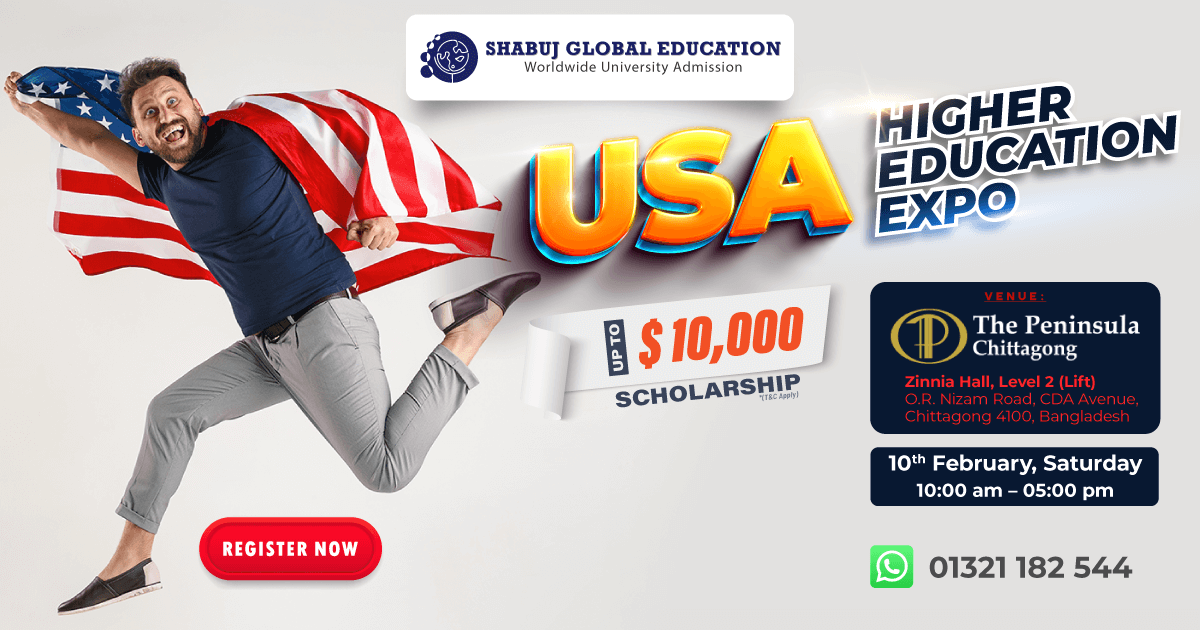 SHABUJ GLOBAL EDUCATION
Worldwide University Admission
USA
HIGHER
EDUCATION
EXPO
UP TO
$10,000
SCHOLARSHIP
*(T&C Apply)
VENUE:
The Peninsula
Chittagong
Zinnia Hall, Level 2 (Lift)
O.R. Nizam Road, CDA Avenue,
Chittagong 4100, Bangladesh
10th February, Saturday
10:00 am – 05:00 pm
REGISTER NOW
01321 182 544